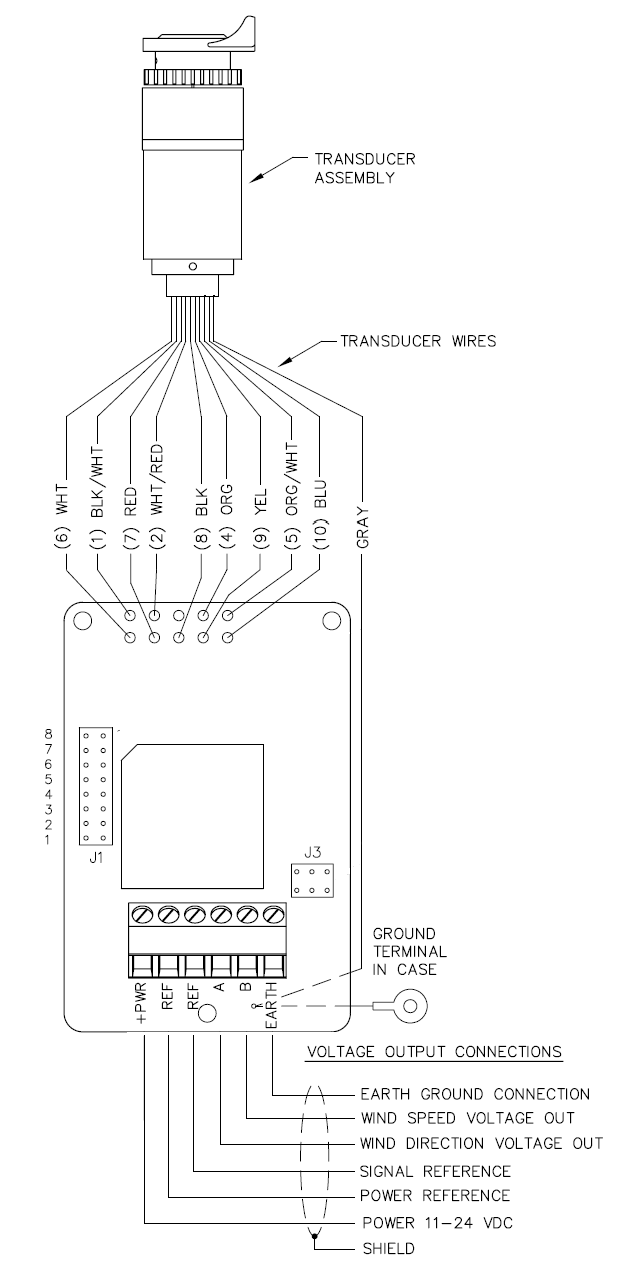 TRANSDUCER
ASSEMBLY
TRANSDUCER WIRES
(6) WHT
(1) BLK/WHT
(7) RED
(2) WHT/RED
(8) BLK
(4) ORG
(9) YEL
(5) ORG/WHT
(10) BLU
GRAY
8
7
6
5
4
3
2
1
J1
J3
GROUND
TERMINAL
IN CASE
+PWR
REF
REF
A
B
EARTH
VOLTAGE OUTPUT CONNECTIONS
EARTH GROUND CONNECTION
WIND SPEED VOLTAGE OUT
WIND DIRECTION VOLTAGE OUT
SIGNAL REFERENCE
POWER REFERENCE
POWER 11-24 VDC
SHIELD